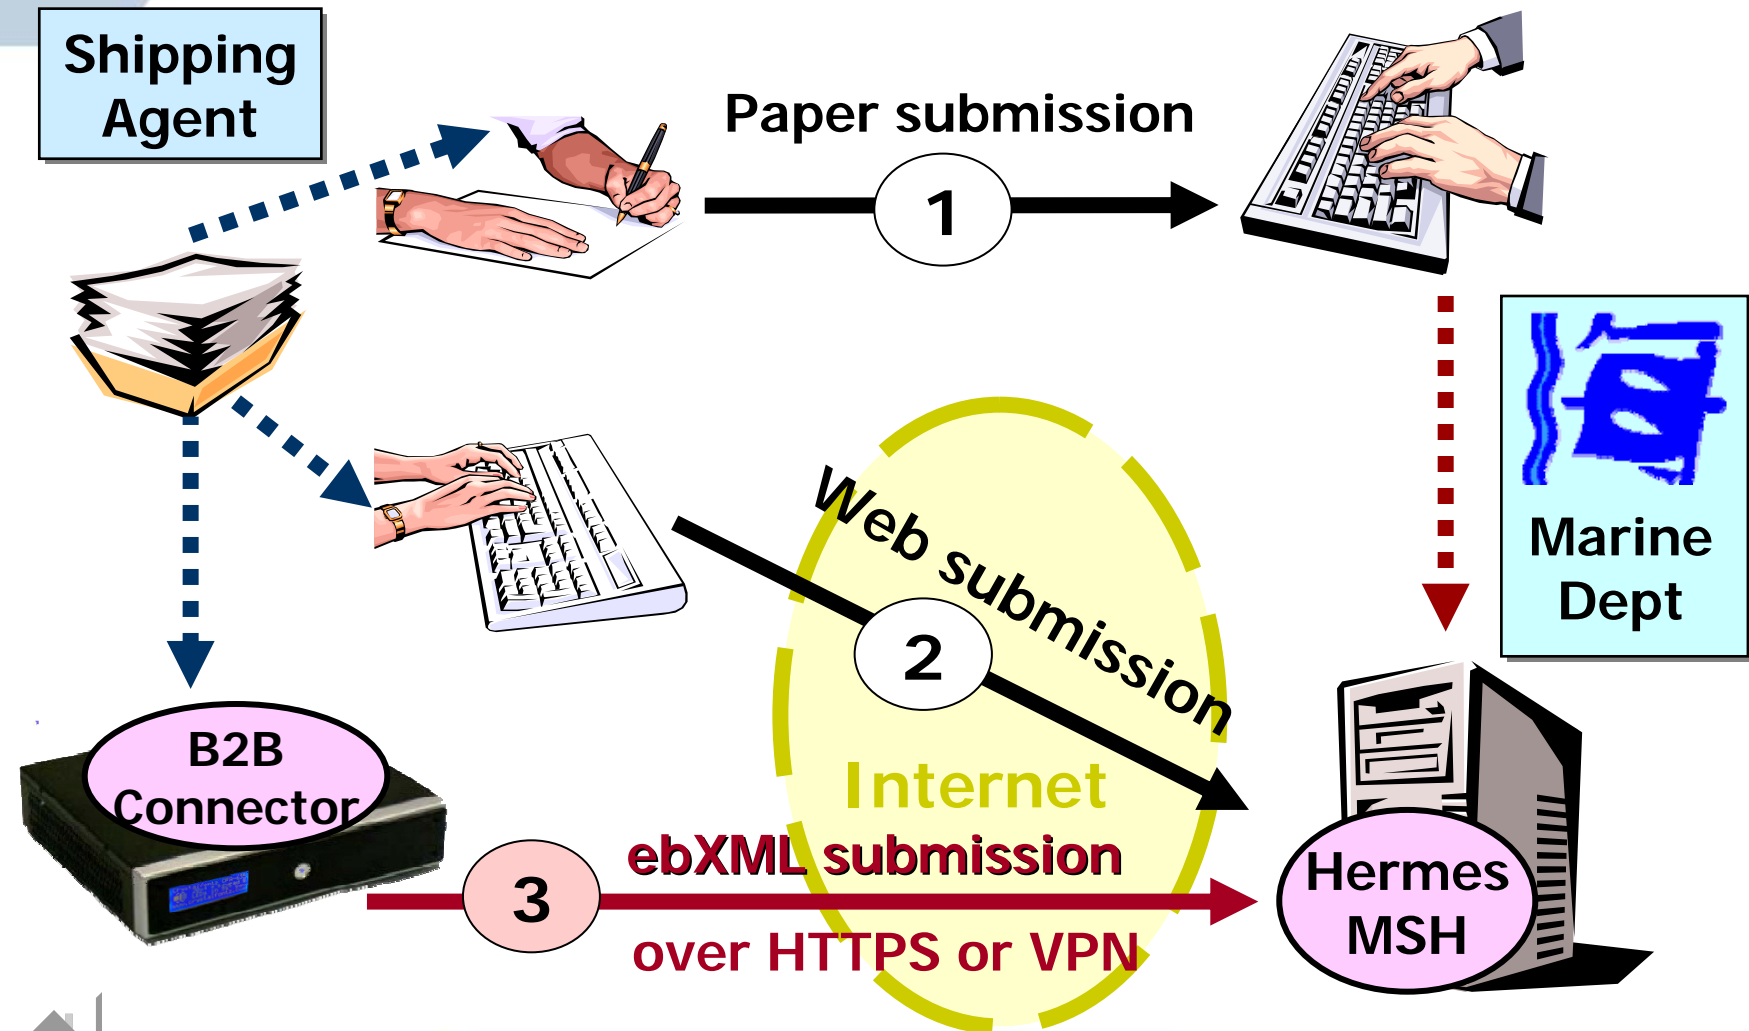 Shipping
Agent
Paper submission
1
Marine
Dept
Web submission
2
Internet
B2B
Connector
ebXML submission
3
over HTTPS or VPN
Hermes
MSH